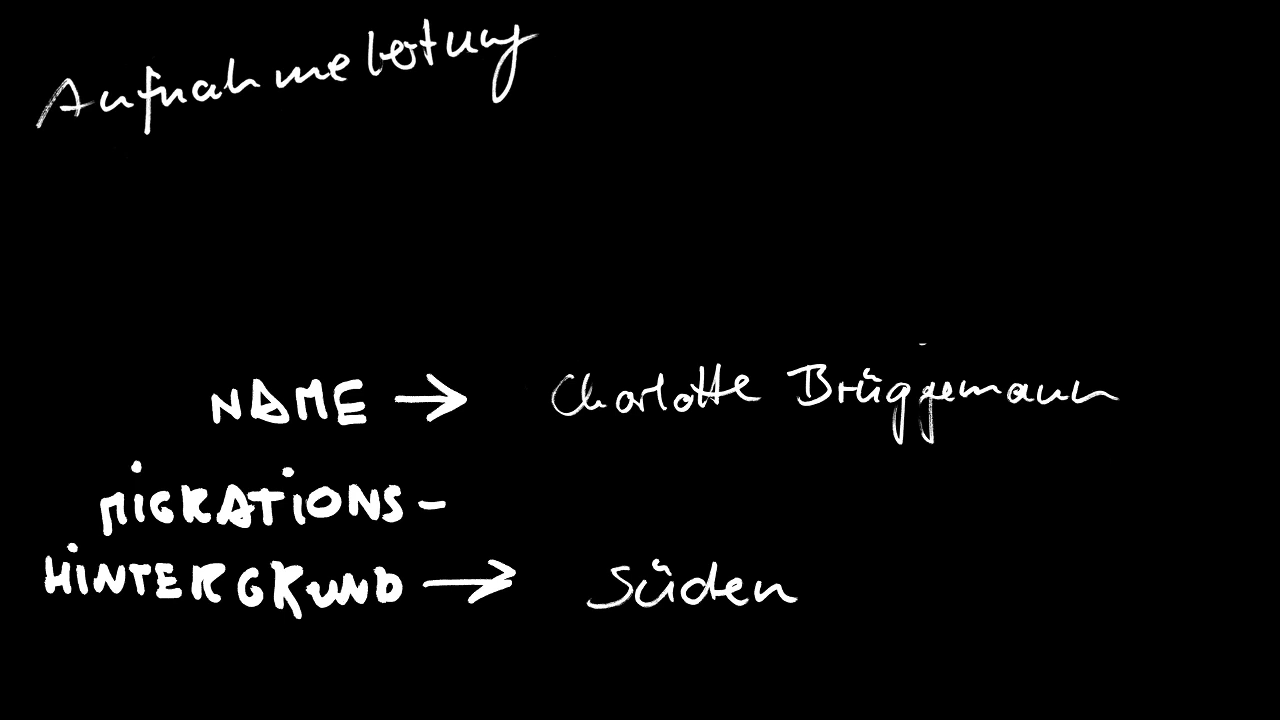 Aufnahmeleitung
NAME → Charlotte Brüggemann
MIGRATIONS-
HINTERGRUND → Süden